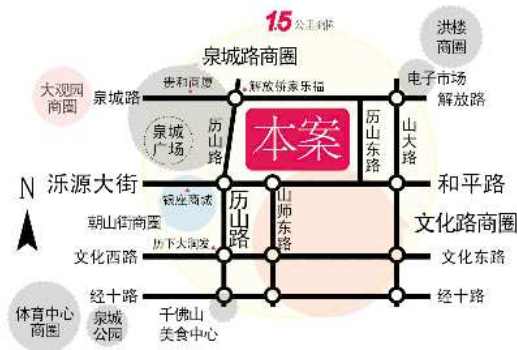 1.5公里商圈
洪楼
商圈
泉城路商圈
电子市场
大观园
商圈
泉城路
贵和商厦
解放桥家乐福
解放路
泉城
广场
历山路
本案
历山东路
山大路
N
泺源大街
和平路
银座商城
历山路
山师东路
朝山街商圈
文化路商圈
历下大润发
文化西路
文化东路
经十路
经十路
体育中心
商圈
泉城
公园
千佛山
美食中心